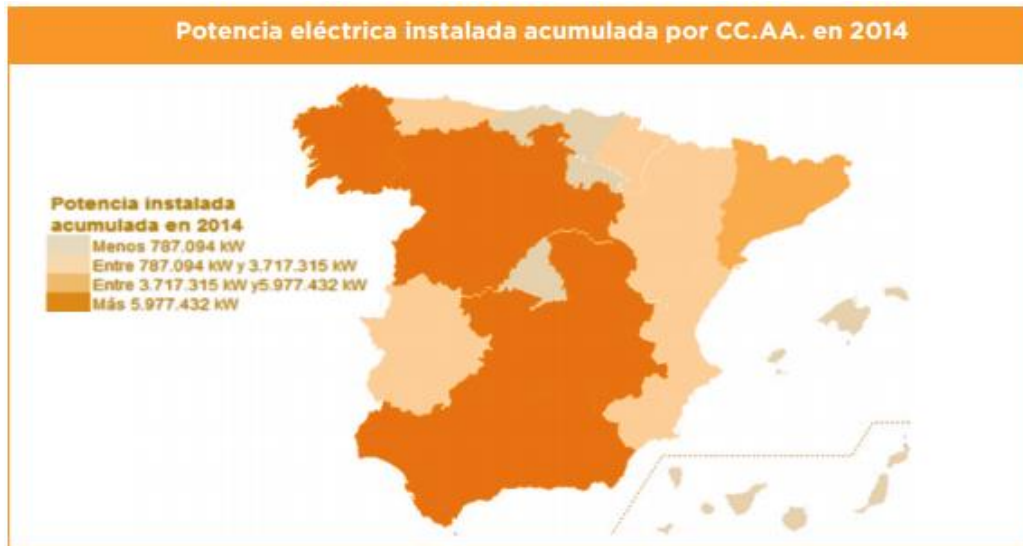 Potencia eléctrica instalada acumulada por CC.AA. en 2014
Potencia instalada
acumulada en 2014
Menos 787.094 kW
Entre 787.094 kW y 3.717.315 kW
Entre 3.717.315 kW y5.977.432 kW
Más 5.977.432 kW